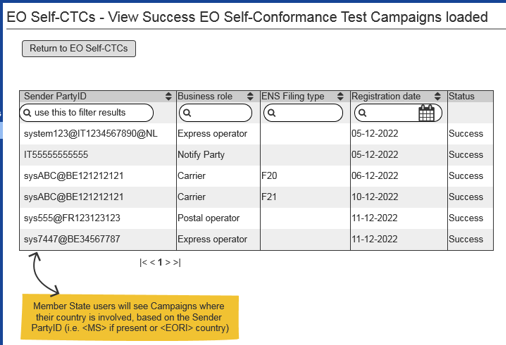 EO Self-CTCs - View Success EO Self-Conformance Test Campaigns loaded
Return to EO Self-CTCs
Sender PartyID Business role ENS Filing type Registration date Status
use this to filter results
system123@IT1234567890@NL Express operator 05-12-2022 Success
IT55555555555 Notify Party 05-12-2022 Success
sysABC@BE121212121 Carrier F20 06-12-2022 Success
sysABC@BE121212121 Carrier F21 10-12-2022 Success
sys555@FR123123123 Postal operator 11-12-2022 Success
sys7447@BE34567787 Express operator 11-12-2022 Success
|< < 1 > >|
Member State users will see Campaigns where
their country is involved, based on the Sender
PartyID (i.e. <MS> if present or <EORI> country)